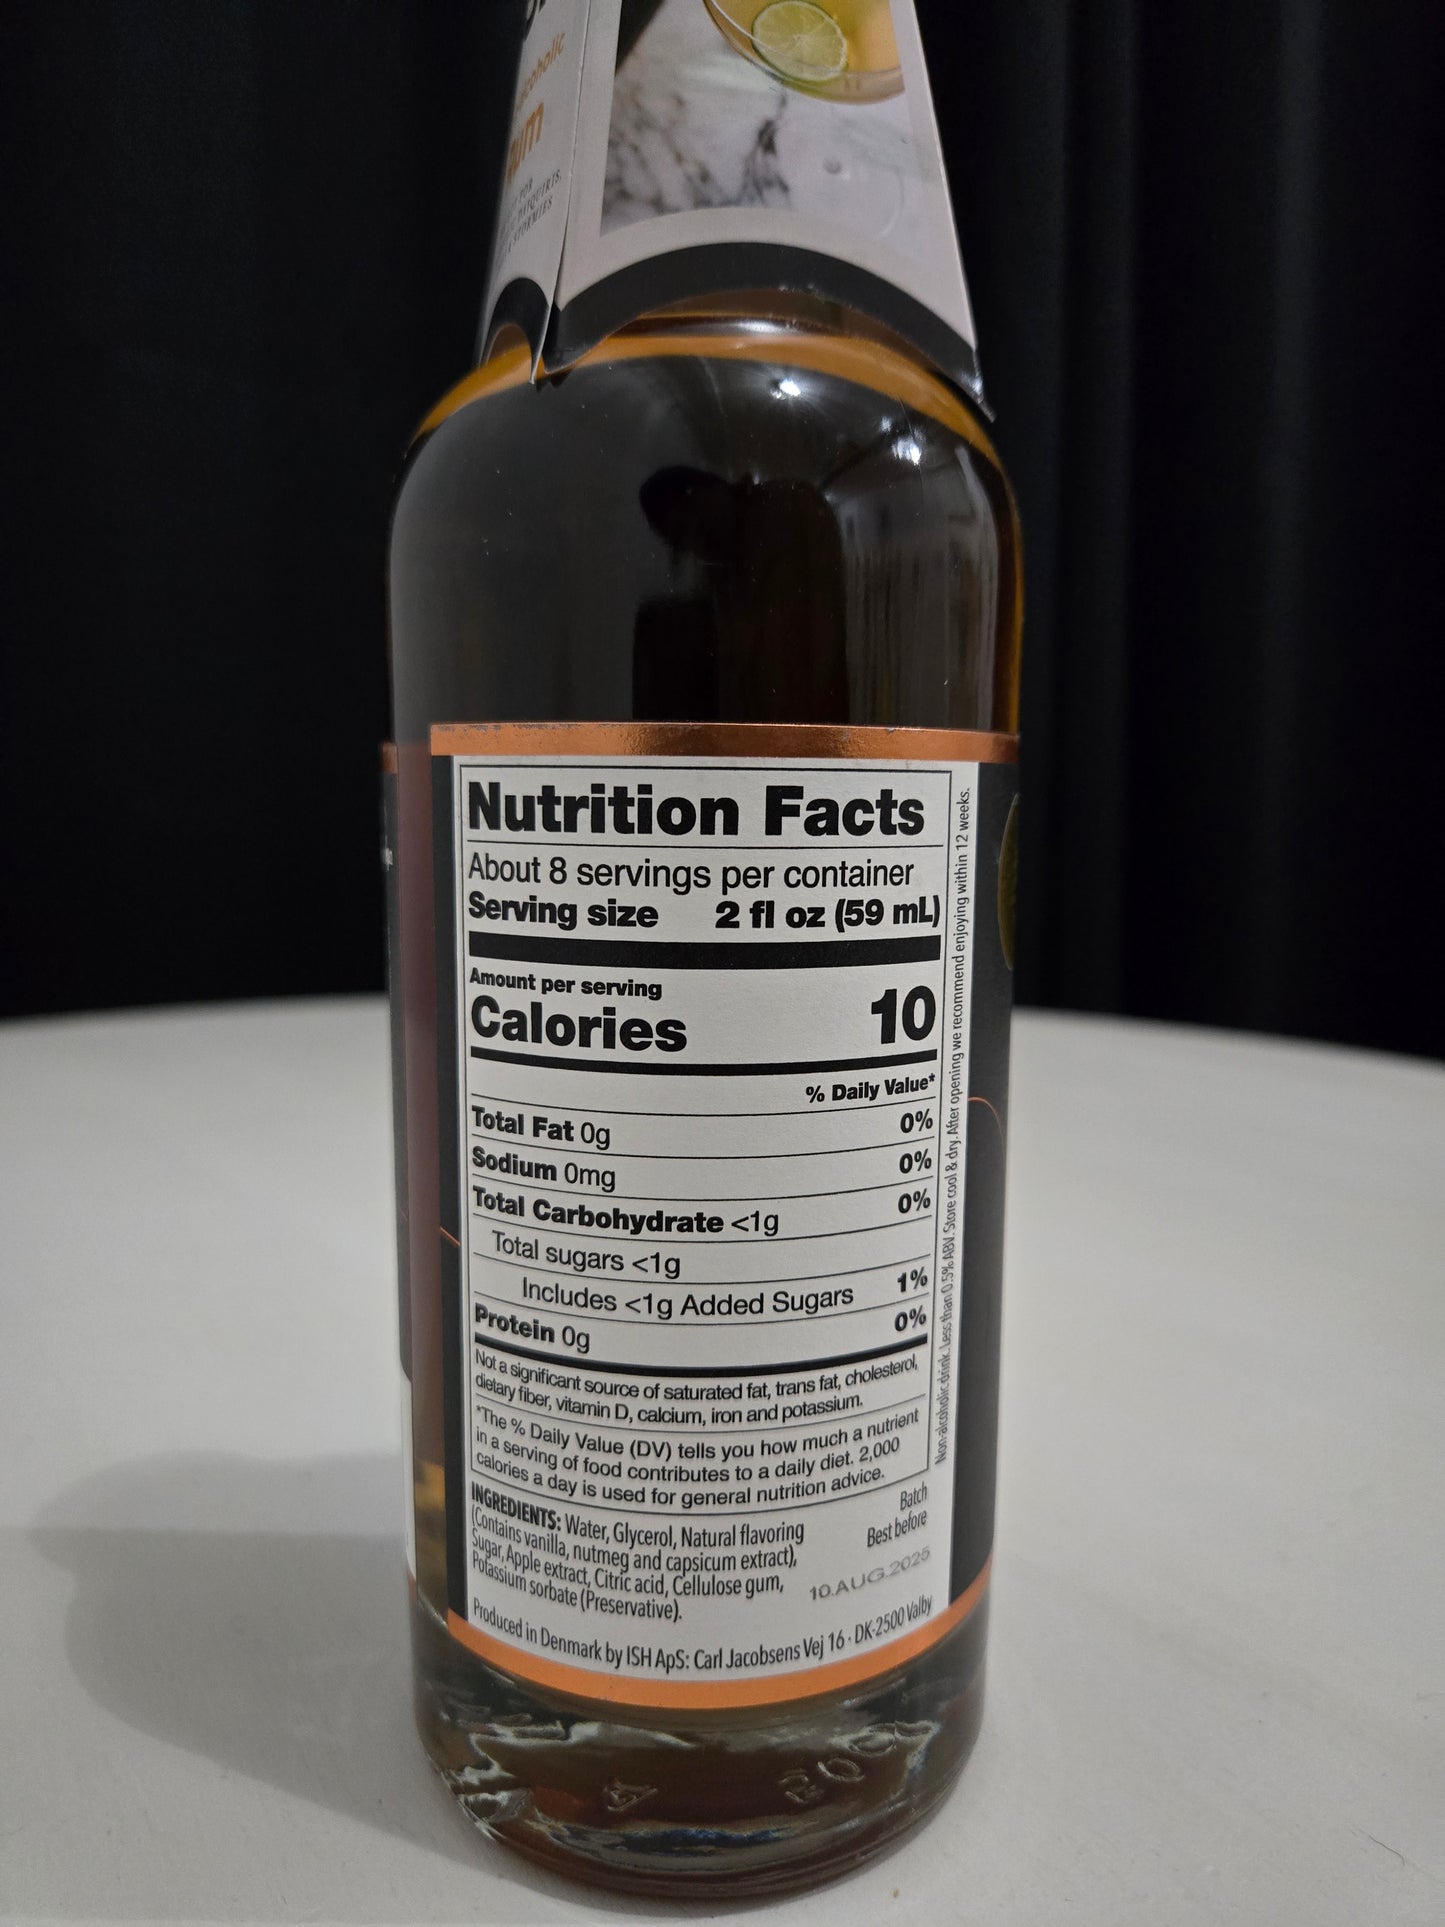 alcoholic
FOR
DAIQUIRIS,
& STORMIES
Nutrition Facts
About 8 servings per container
Serving size 2 fl oz (59 mL)
Amount per serving
Calories 10
% Daily Value*
Total Fat 0g 0%
Sodium 0mg 0%
Total Carbohydrate <1g 0%
Total sugars <1g
Includes <1g Added Sugars 1%
Protein 0g 0%
Not a significant source of saturated fat, trans fat, cholesterol,
dietary fiber, vitamin D, calcium, iron and potassium.
*The % Daily Value (DV) tells you how much a nutrient
in a serving of food contributes to a daily diet. 2,000
calories a day is used for general nutrition advice.
INGREDIENTS: Water, Glycerol, Natural flavoring
(Contains vanilla, nutmeg and capsicum extract),
Sugar, Apple extract, Citric acid, Cellulose gum,
Potassium sorbate (Preservative).
Batch
Best before
10.AUG.2025
Produced in Denmark by ISH ApS: Carl Jacobsens Vej 16 · DK-2500 Valby
Non-alcoholic drink. Less than 0.5% ABV. Store cool & dry. After opening we recommend enjoying within 12 weeks.